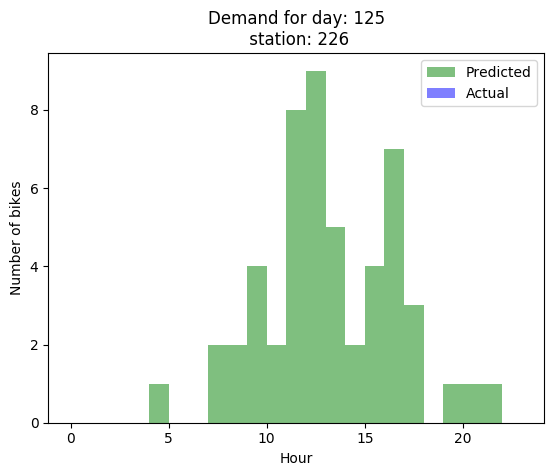 Demand for day: 125
station: 226
Predicted
Actual
Number of bikes
8
6
4
2
0
0
5
10
15
20
Hour